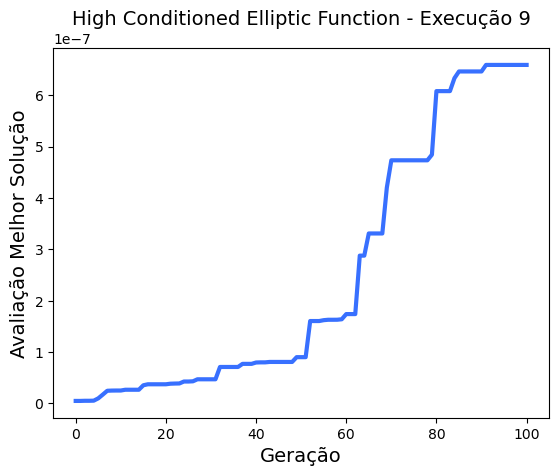 High Conditioned Elliptic Function - Execução 9
1e−7
6
5
4
3
2
1
0
Avaliação Melhor Solução
0 20 40 60 80 100
Geração